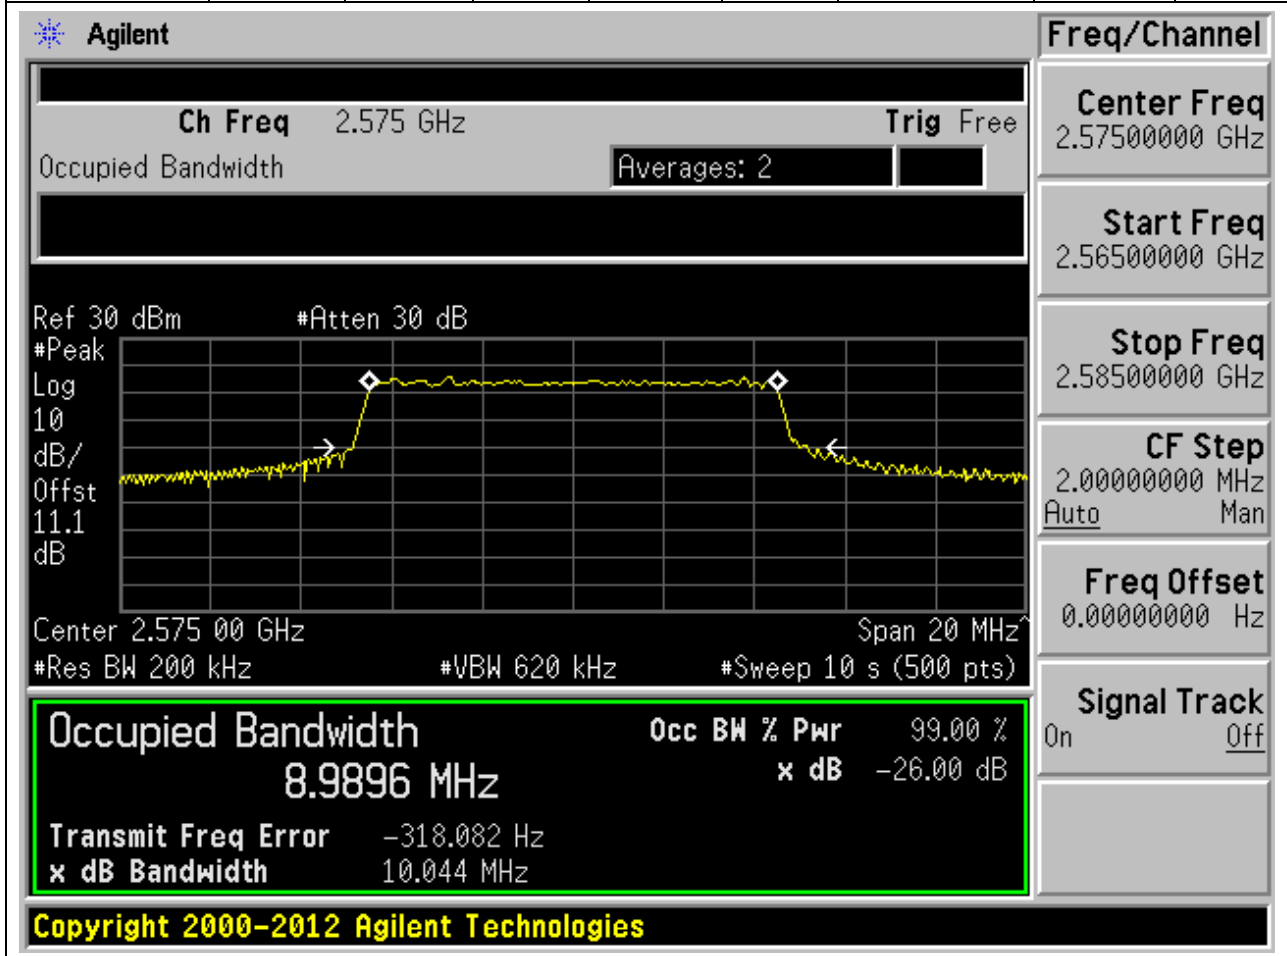 Agilent
Freq/Channel
Ch Freq 2.575 GHz Trig Free
Occupied Bandwidth Averages: 2
Center Freq
2.57500000 GHz
Start Freq
2.56500000 GHz
Stop Freq
2.58500000 GHz
CF Step
2.00000000 MHz
Auto Man
Freq Offset
0.00000000 Hz
Signal Track
On Off
Ref 30 dBm #Atten 30 dB
#Peak
Log
10
dB/
Offst
11.1
dB
Center 2.575 00 GHz Span 20 MHz^
#Res BW 200 kHz #VBW 620 kHz #Sweep 10 s (500 pts)
Occupied Bandwidth Occ BW % Pwr 99.00 %
8.9896 MHz x dB -26.00 dB
Transmit Freq Error -318.082 Hz
x dB Bandwidth 10.044 MHz
Copyright 2000-2012 Agilent Technologies